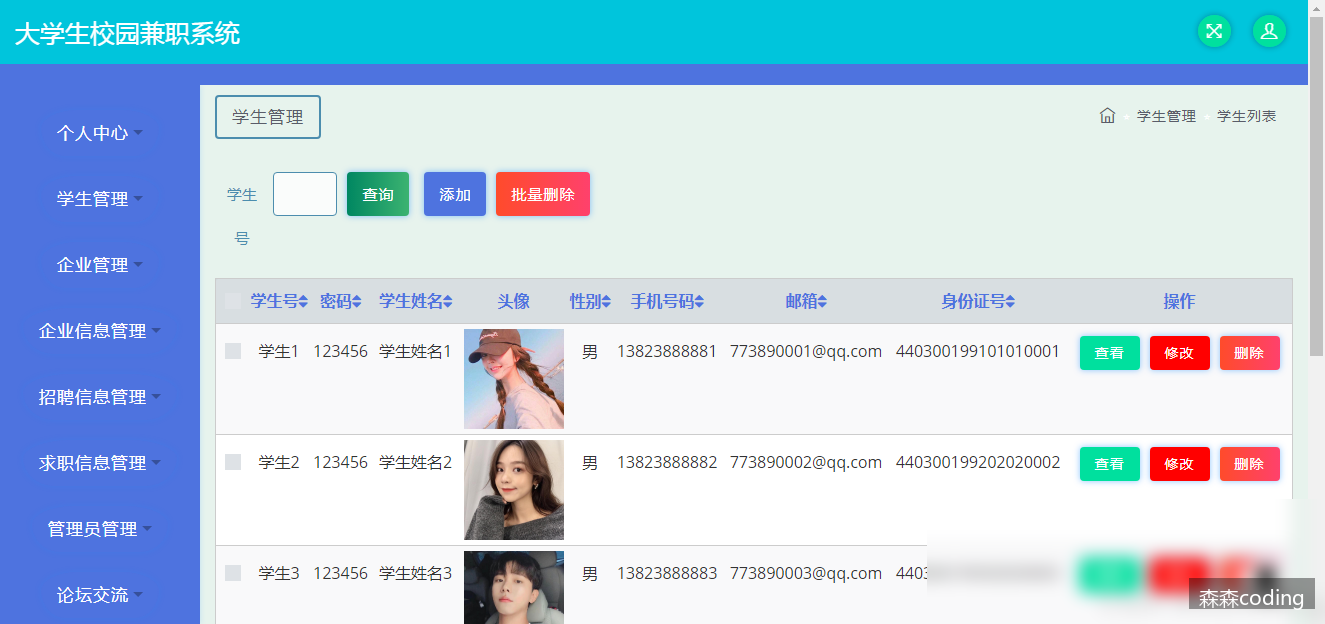 大学生校园兼职系统
个人中心
学生管理
企业管理
企业信息管理
招聘信息管理
求职信息管理
管理员管理
论坛交流
学生管理
学生管理 学生列表
学生
号
查询 添加 批量删除
学生号 密码 学生姓名 头像 性别 手机号码 邮箱 身份证号 操作
学生1 123456 学生姓名1 男 13823888881 773890001@qq.com 440300199101010001 查看 修改 删除
学生2 123456 学生姓名2 男 13823888882 773890002@qq.com 440300199202020002 查看 修改 删除
学生3 123456 学生姓名3 男 13823888883 773890003@qq.com 440
森森coding